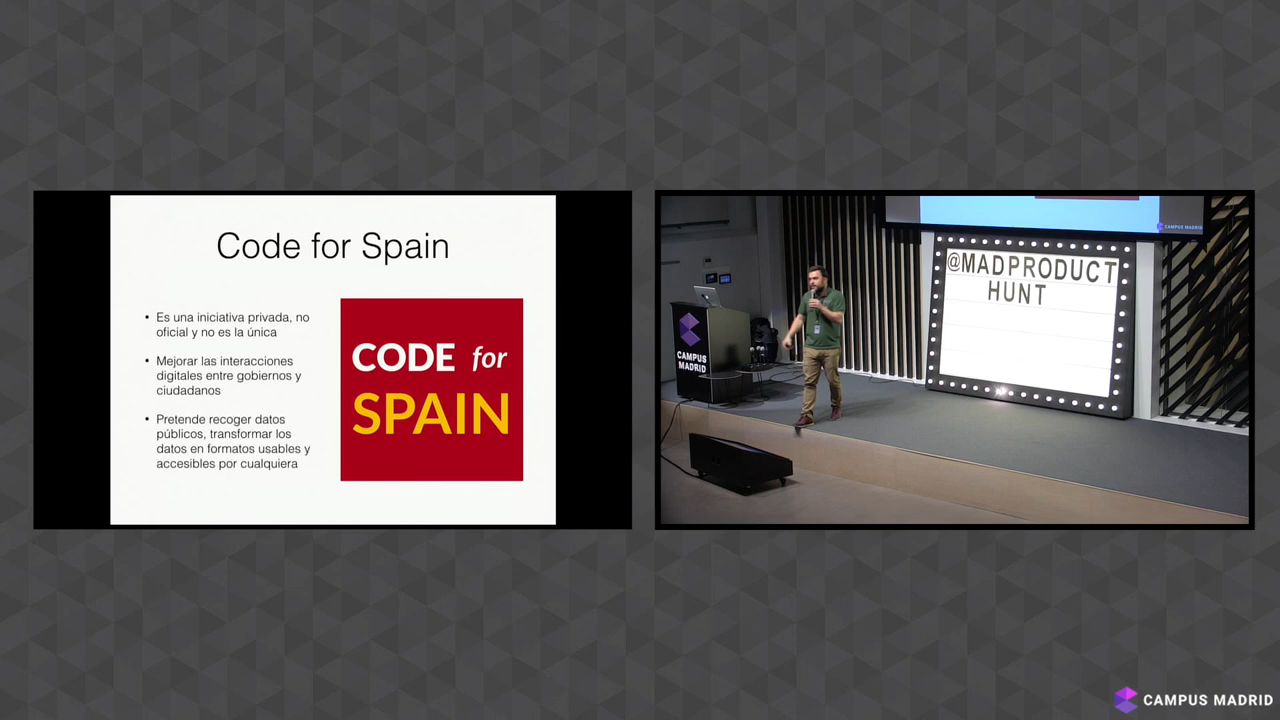 Code for Spain
• Es una iniciativa privada, no
oficial y no es la única
• Mejorar las interacciones
digitales entre gobiernos y
ciudadanos
• Pretende recoger datos
públicos, transformar los
datos en formatos usables y
accesibles por cualquiera
CODE for
SPAIN
CAMPUS MADRID
@MADPRODUCT
HUNT
CAMPUS
MADRID
CAMPUS MADRID